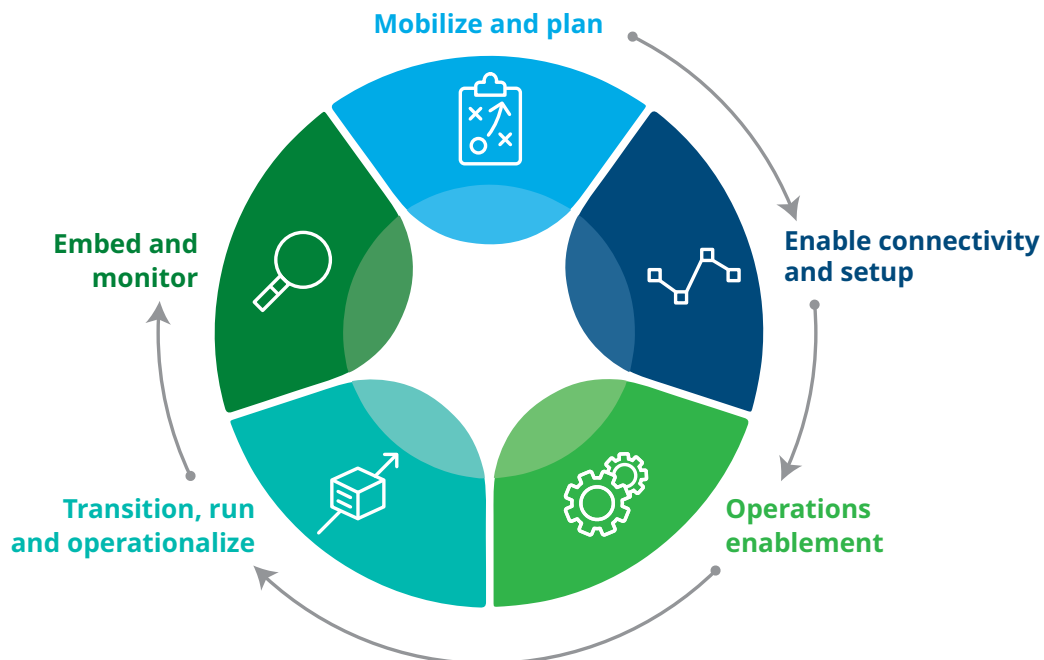 Mobilize and plan
Enable connectivity
and setup
Operations
enablement
Transition, run
and operationalize
Embed and
monitor